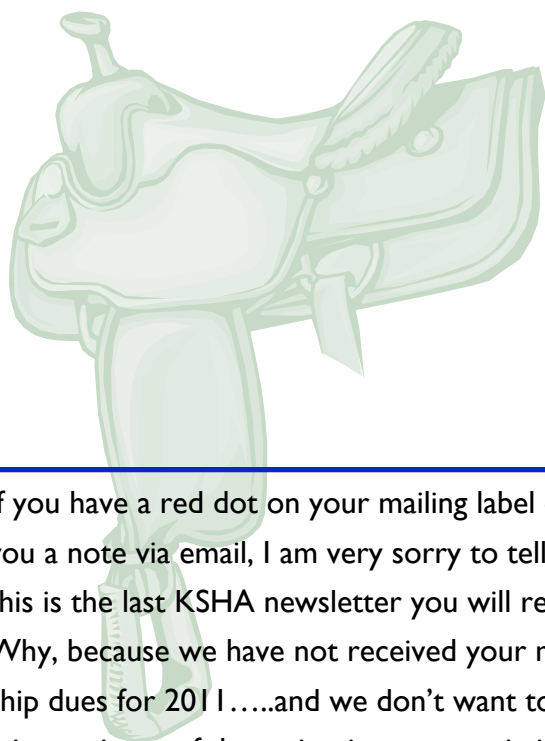 f you have a red dot on your mailing label
you a note via email, I am very sorry to tell
his is the last KSHA newsletter you will re
Why, because we have not received your r
hip dues for 2011…..and we don’t want to